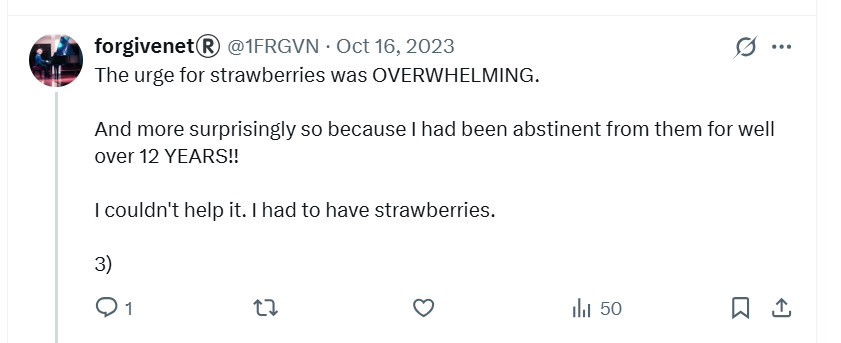 forgivenet® @1FRGVN · Oct 16, 2023
The urge for strawberries was OVERWHELMING.
And more surprisingly so because I had been abstinent from them for well
over 12 YEARS!!
I couldn't help it. I had to have strawberries.
3)
1
50